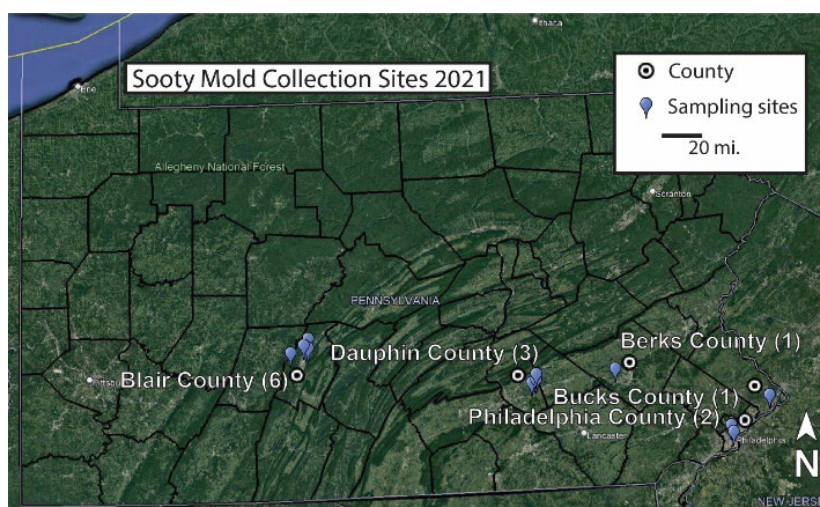 Ithaca
Sooty Mold Collection Sites 2021
County
Sampling sites
20 mi.
Erie
Allegheny National Forest
Scranton
PENNSYLVANIA
Berks County (1)
Dauphin County (3)
Blair County (6)
Bucks County (1)
Philadelphia County (2)
Lancaster
Philadelphia
N
NEW JERSE